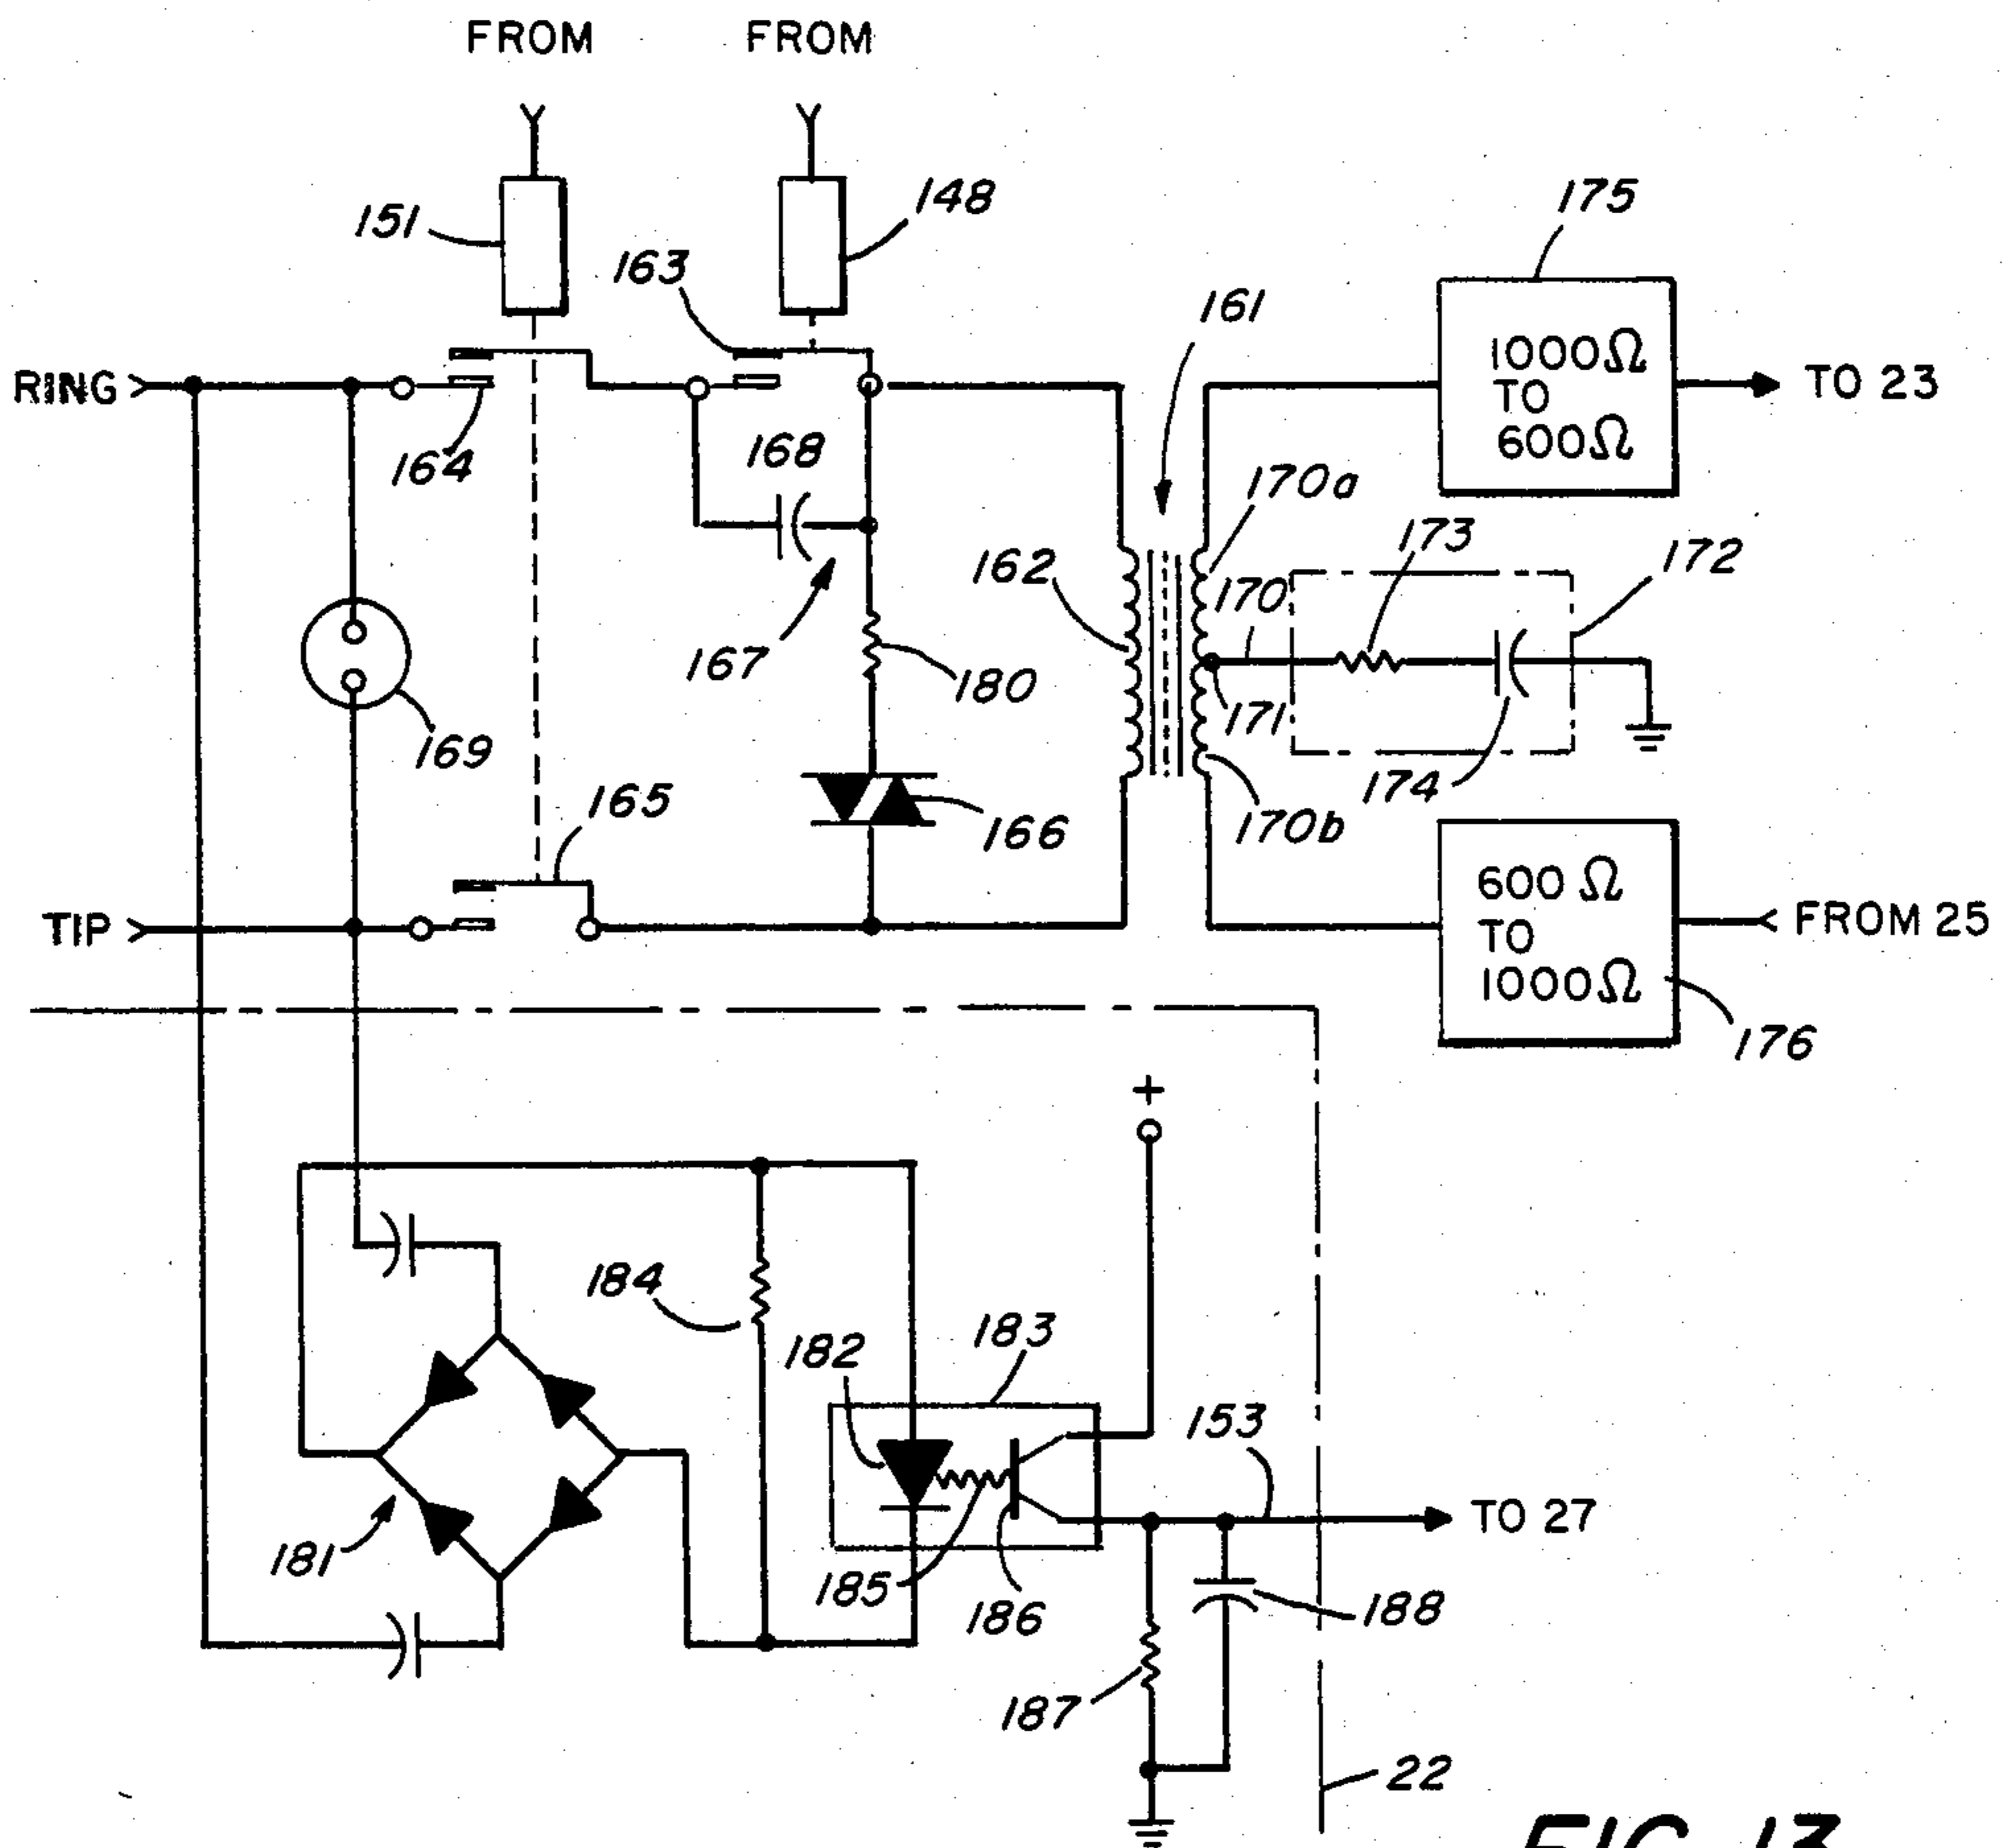 FROM FROM
151
148
163
175
161
1000Ω
TO
600Ω
TO 23
RING
164
168
170a
173
172
162
170
167
180
169
171
174
165
166
170b
600 Ω
TO
1000Ω
TIP
FROM 25
176
+
184
182
183
153
TO 27
181
185
186
188
187
22
FIG. 13